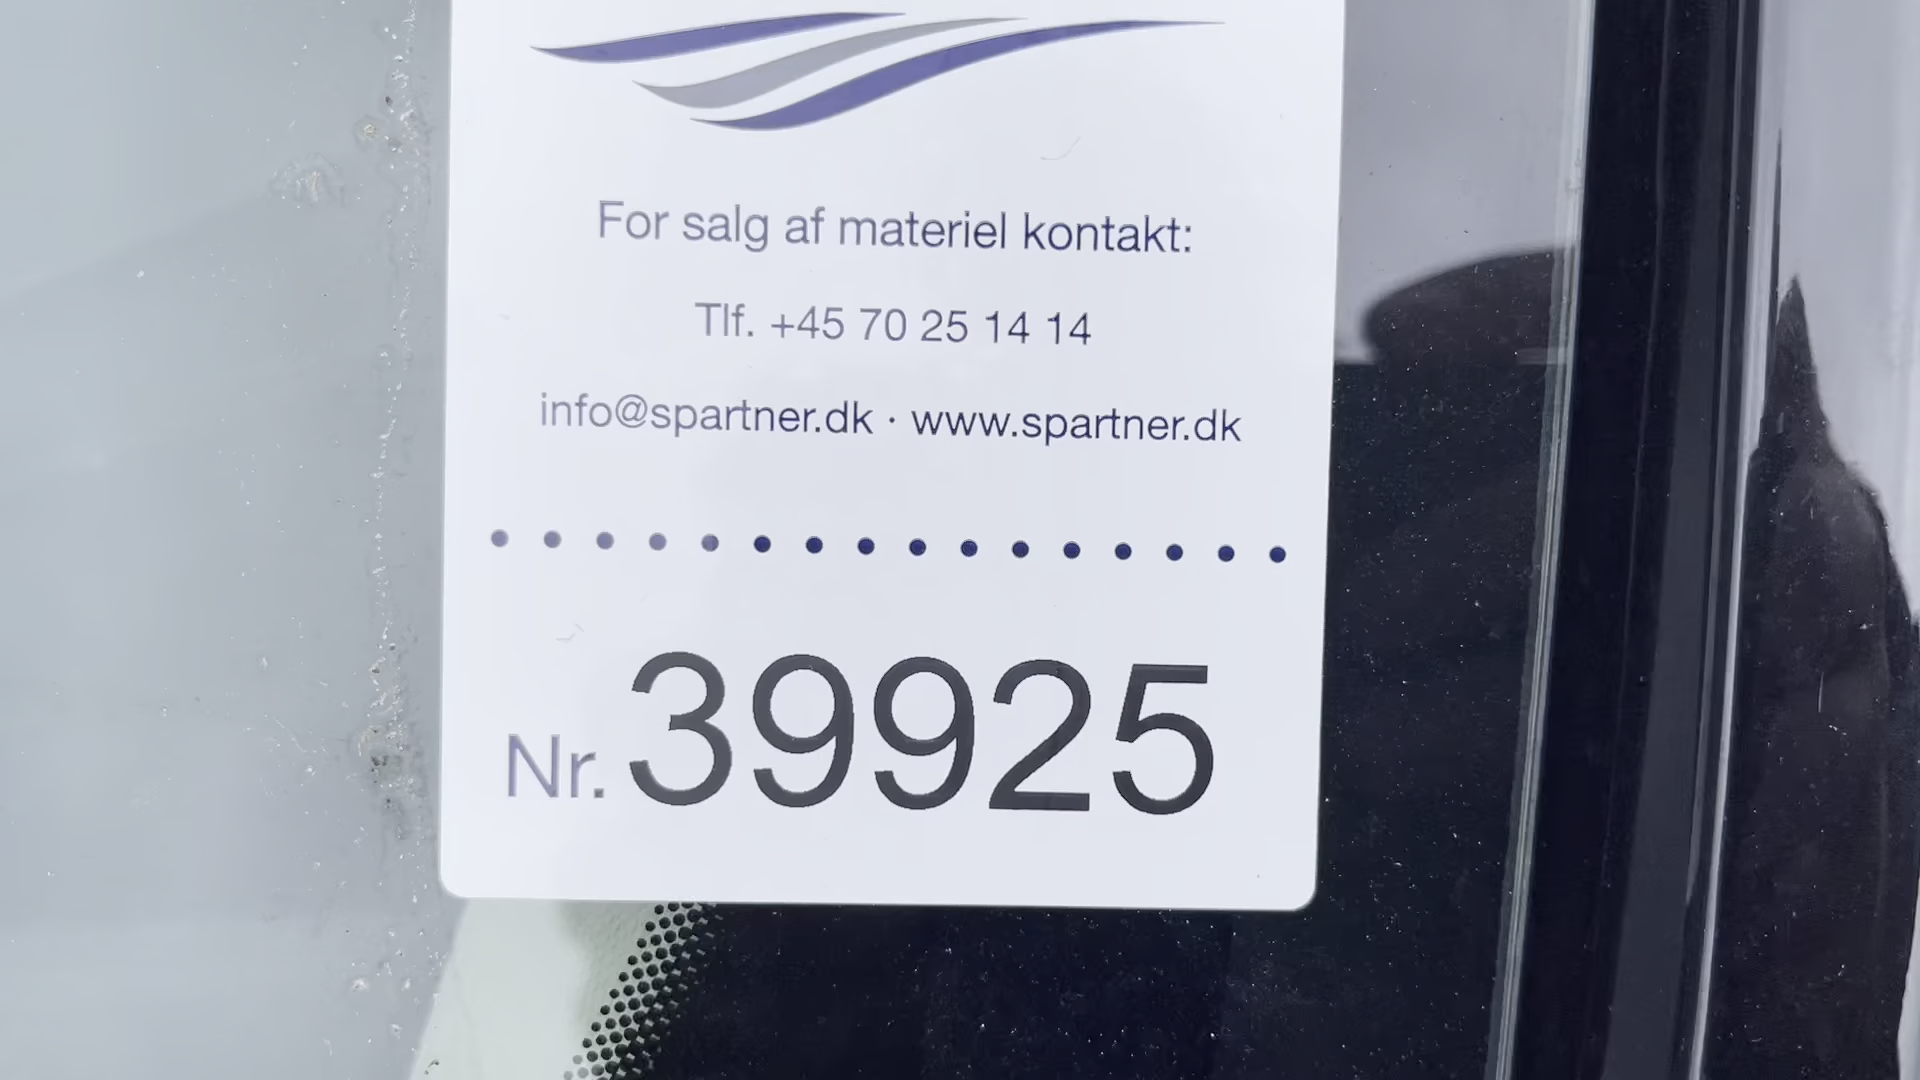 For salg af materiel kontakt:
Tlf. +45 70 25 14 14
info@spartner.dk · www.spartner.dk
Nr. 39925